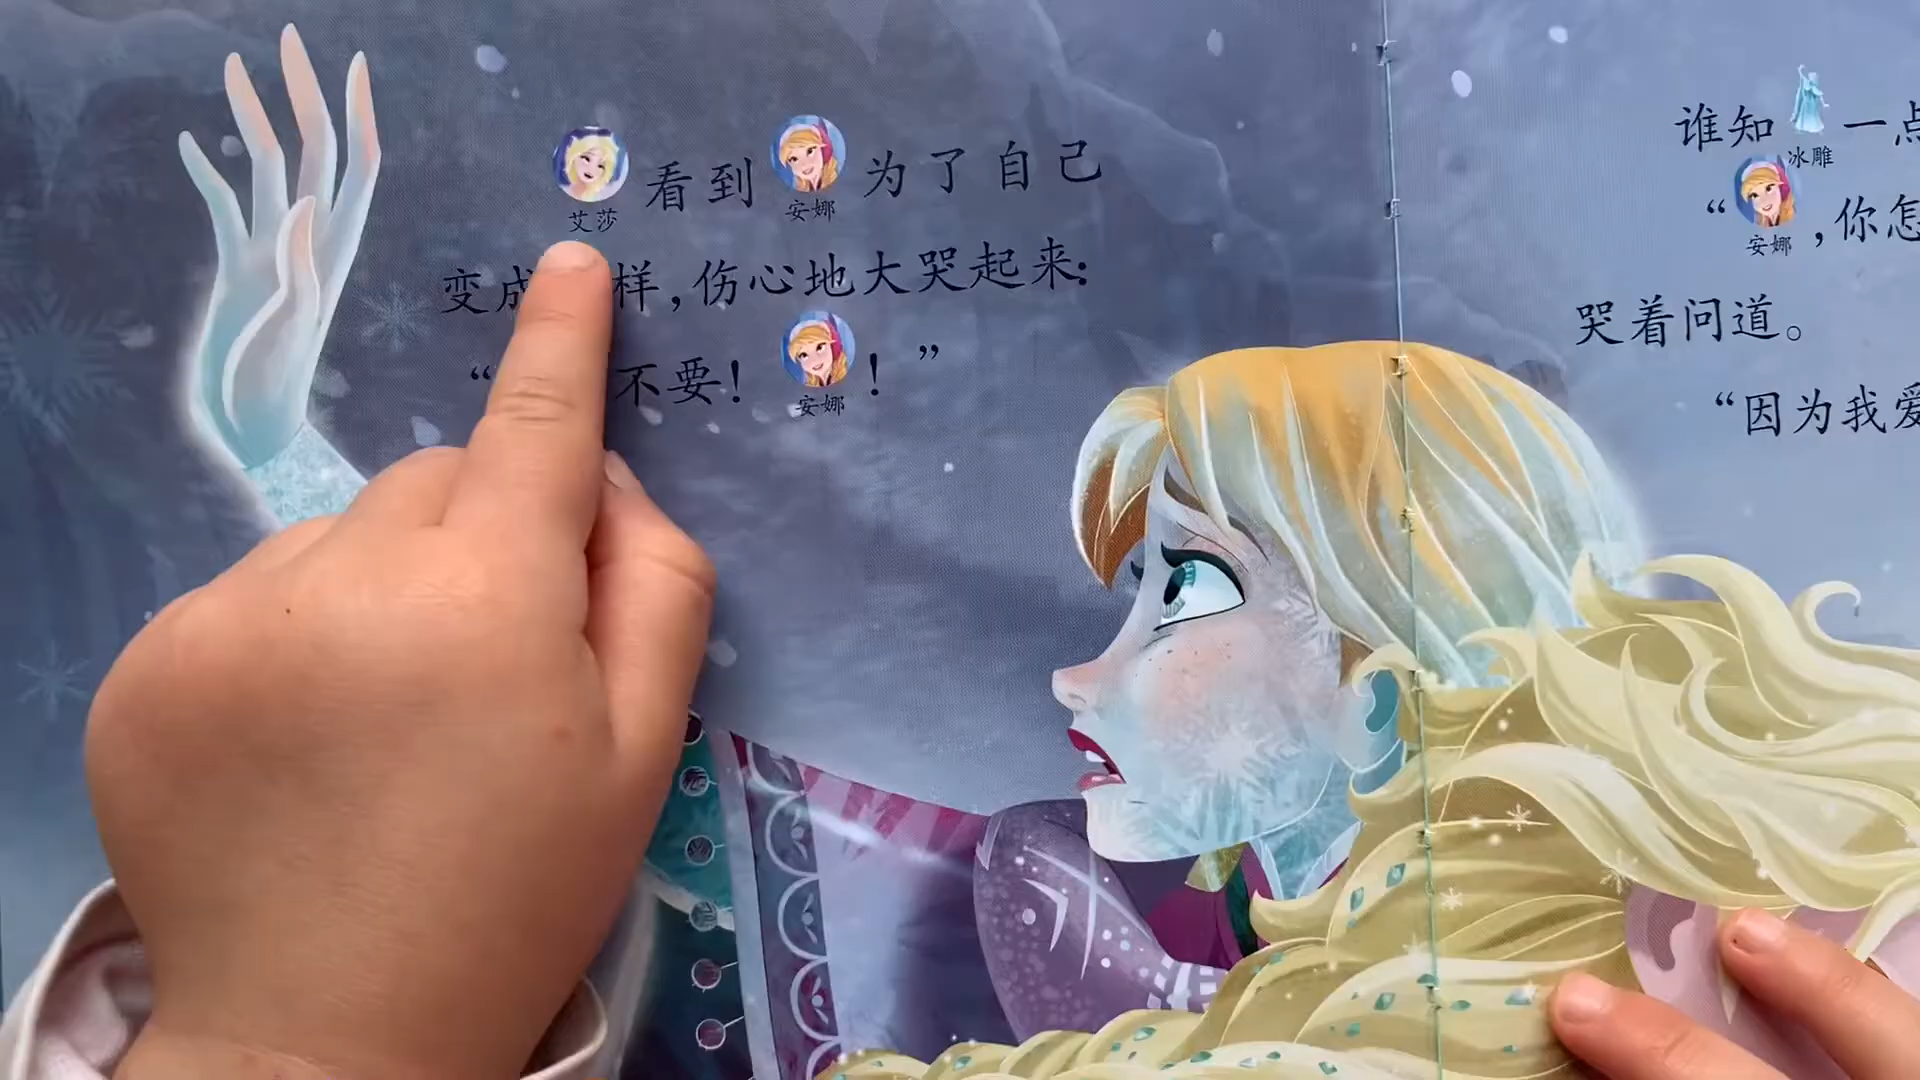 看到 为了自己
艾莎 安娜
变成 样，伤心地大哭起来：
“ 不要！ ！”
安娜
谁知 一点
冰雕
“ ，你怎
安娜
哭着问道。
“因为我爱